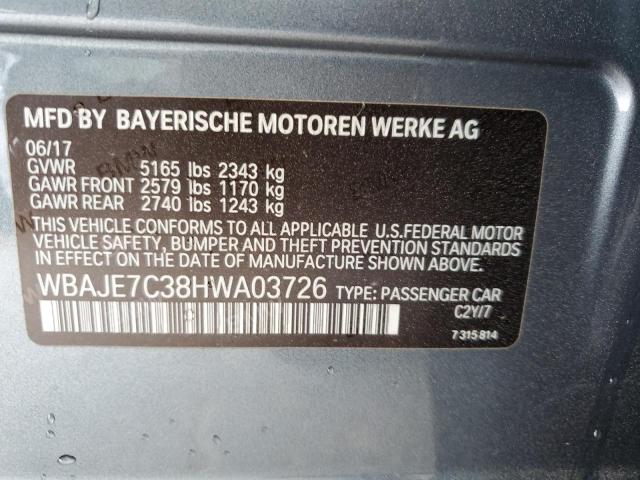 MFD BY BAYERISCHE MOTOREN WERKE AG
06/17
GVWR 5165 lbs 2343 kg
GAWR FRONT 2579 lbs 1170 kg
GAWR REAR 2740 lbs 1243 kg
THIS VEHICLE CONFORMS TO ALL APPLICABLE U.S.FEDERAL MOTOR
VEHICLE SAFETY, BUMPER AND THEFT PREVENTION STANDARDS
IN EFFECT ON THE DATE OF MANUFACTURE SHOWN ABOVE.
WBAJE7C38HWA03726 TYPE: PASSENGER CAR
C2Y/7
7 315 814